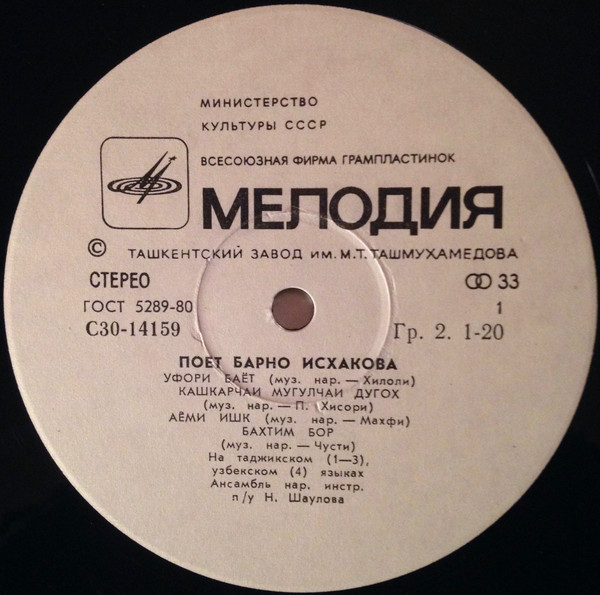 МИНИСТЕРСТВО
КУЛЬТУРЫ СССР
ВСЕСОЮЗНАЯ ФИРМА ГРАМПЛАСТИНОК
МЕЛОДИЯ
© ТАШКЕНТСКИЙ ЗАВОД ИМ. М.Т. ТАШМУХАМЕДОВА
СТЕРЕО 33
ГОСТ 5289-80 1
С30-14159 Гр. 2. 1-20
ПОЕТ БАРНО ИСХАКОВА
УФОРИ БАЁТ (муз. нар. — Хилоли)
КАШКАРЧАИ МУГУЛЧАИ ДУГОХ
(муз. нар. — П. Хисори)
АЁМИ ИШК (муз. нар. — Махфи)
БАХТИМ БОР
(муз. нар. — Чусти)
На таджикском (1—3),
узбекском (4) языках
Ансамбль нар. инстр.
п/у Н. Шаулова